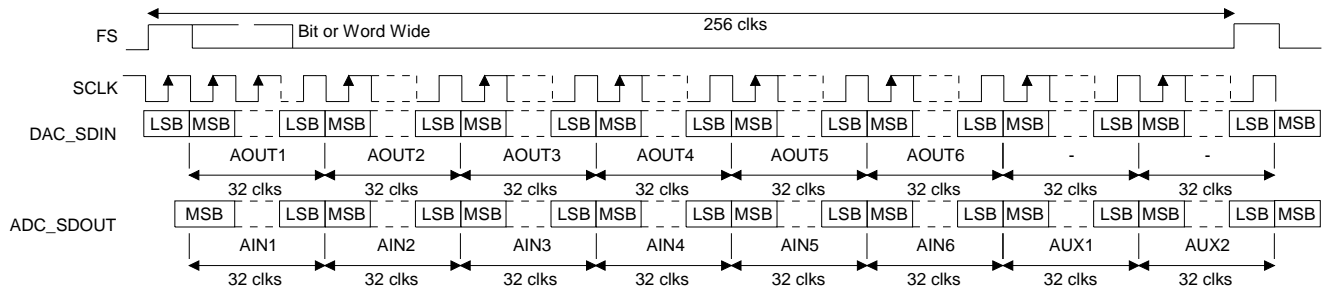 256 clks
FS
Bit or Word Wide
SCLK
DAC_SDIN
LSB MSB LSB MSB LSB MSB LSB MSB LSB MSB LSB MSB LSB MSB LSB MSB LSB MSB
AOUT1 AOUT2 AOUT3 AOUT4 AOUT5 AOUT6 - -
32 clks 32 clks 32 clks 32 clks 32 clks 32 clks 32 clks 32 clks
ADC_SDOUT
MSB LSB MSB LSB MSB LSB MSB LSB MSB LSB MSB LSB MSB LSB MSB LSB MSB
AIN1 AIN2 AIN3 AIN4 AIN5 AIN6 AUX1 AUX2
32 clks 32 clks 32 clks 32 clks 32 clks 32 clks 32 clks 32 clks